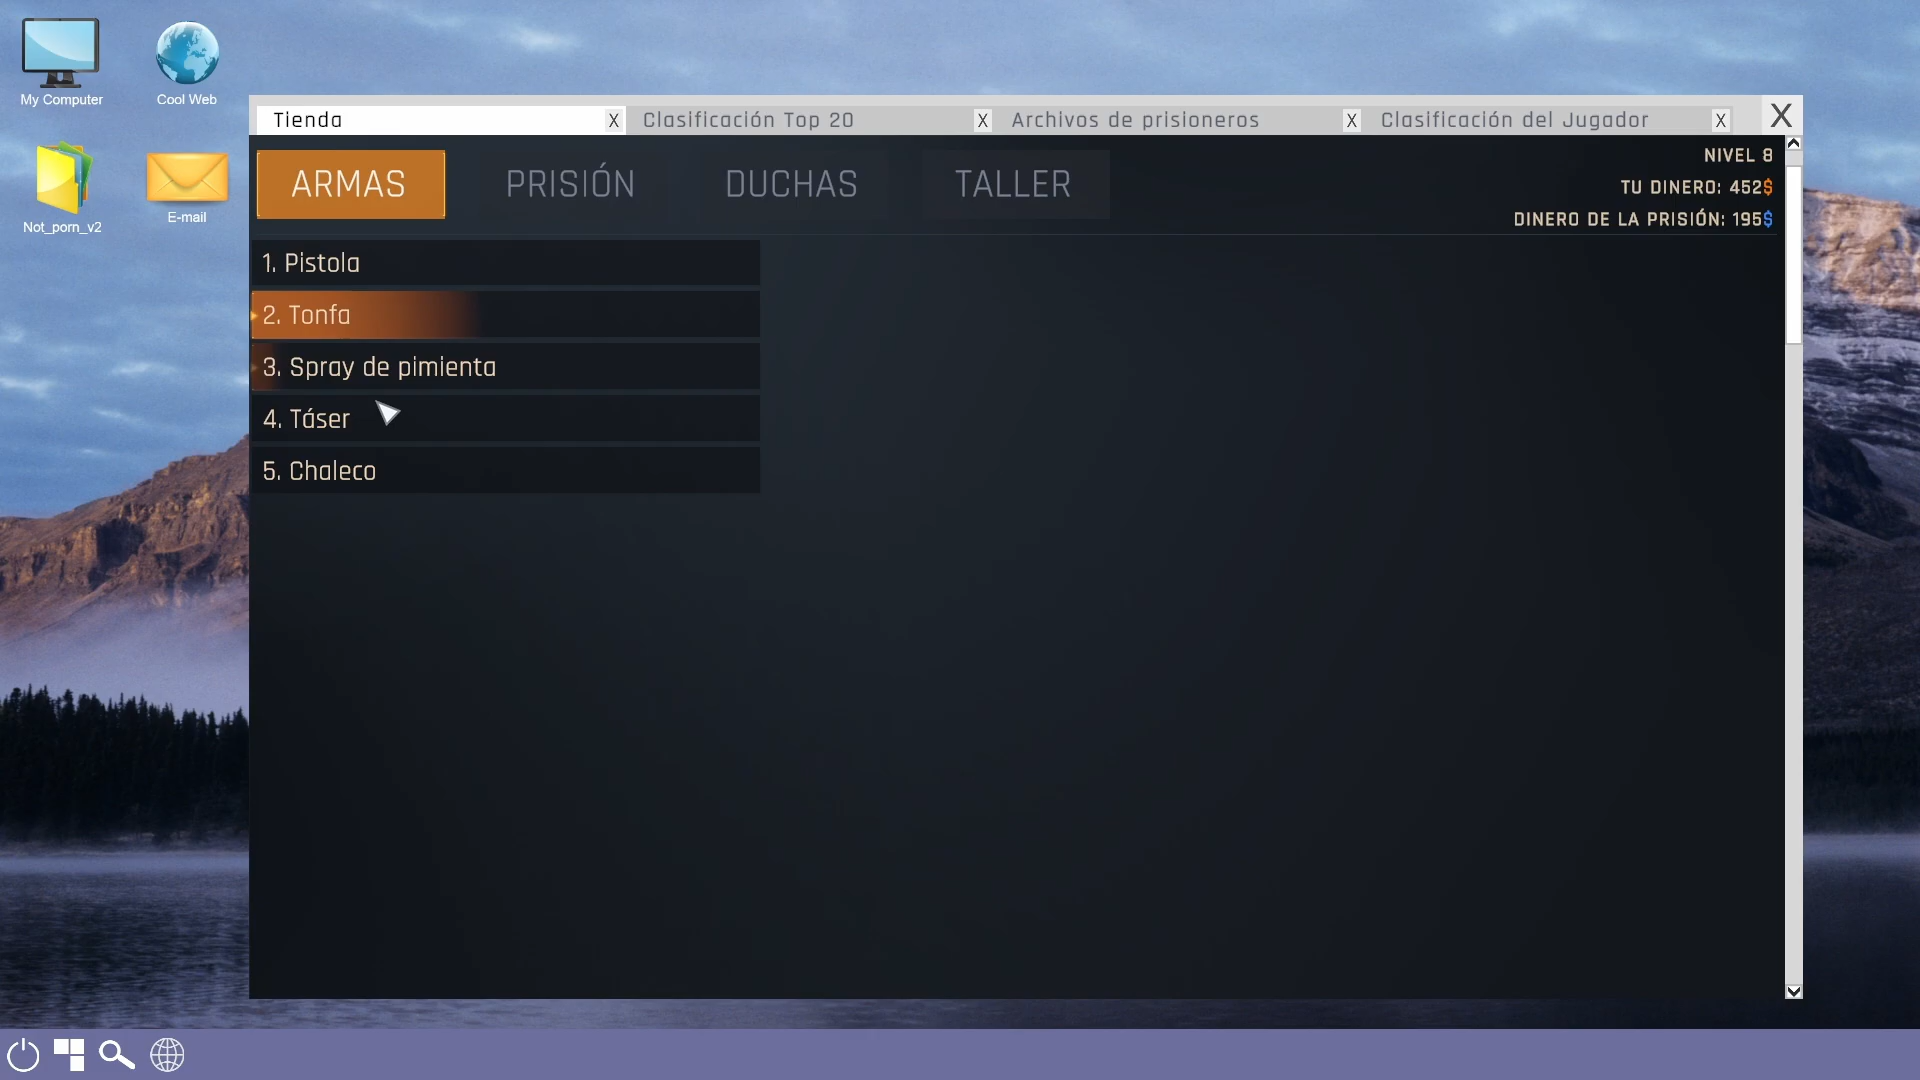 My Computer
Cool Web
Not_porn_v2
E-mail
Tienda X
Clasificación Top 20 X
Archivos de prisioneros X
Clasificación del Jugador X
X
ARMAS
PRISIÓN
DUCHAS
TALLER
NIVEL 8
TU DINERO: 452$
DINERO DE LA PRISIÓN: 195$
1. Pistola
2. Tonfa
3. Spray de pimienta
4. Táser
5. Chaleco